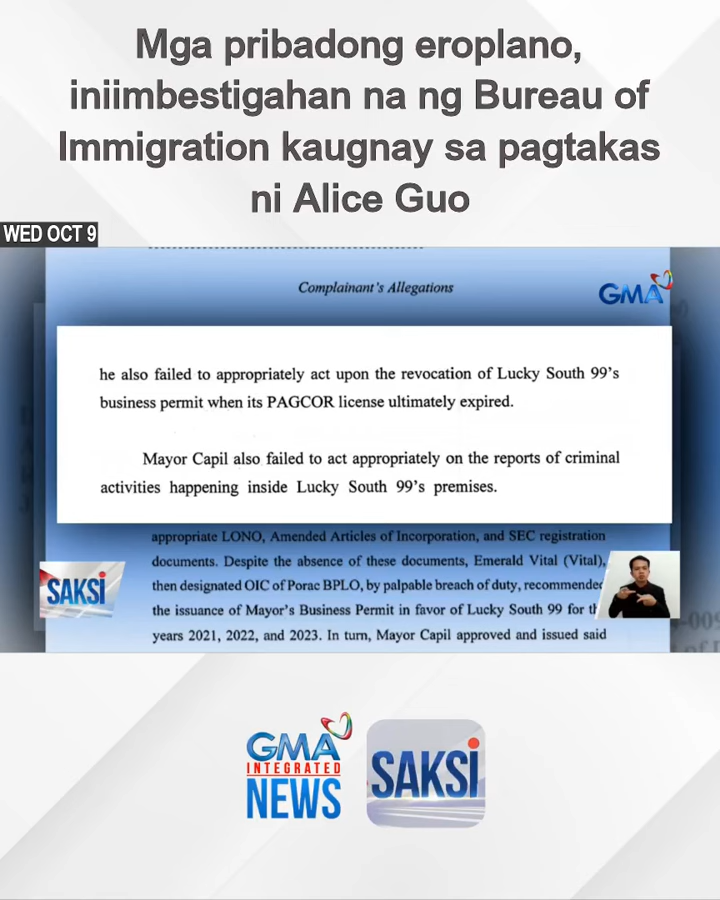 Mga pribadong eroplano,
iniimbestigahan na ng Bureau of
Immigration kaugnay sa pagtakas
ni Alice Guo
WED OCT 9
Complainant's Allegations
GMA
he also failed to appropriately act upon the revocation of Lucky South 99's
business permit when its PAGCOR license ultimately expired.
Mayor Capil also failed to act appropriately on the reports of criminal
activities happening inside Lucky South 99's premises.
appropriate LONO, Amended Articles of Incorporation, and SEC registration
documents. Despite the absence of these documents, Emerald Vital (Vital),
then designated OIC of Porac BPLO, by palpable breach of duty, recommended
the issuance of Mayor's Business Permit in favor of Lucky South 99 for
years 2021, 2022, and 2023. In turn, Mayor Capil approved and issued said
SAKSI
GMA
INTEGRATED
NEWS
SAKSI